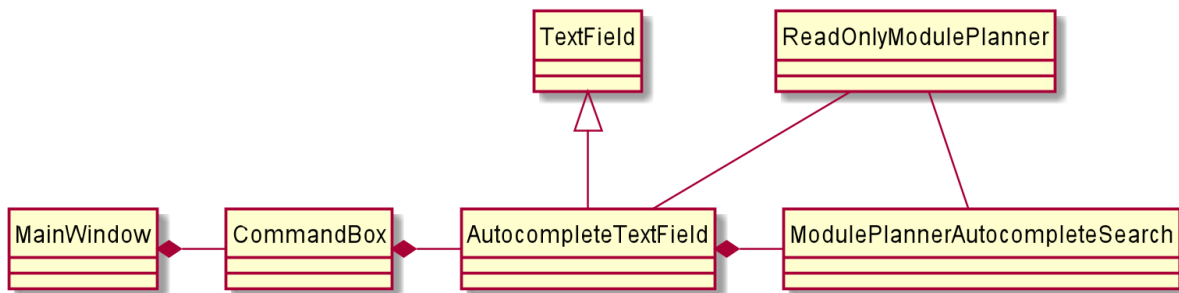 TextField
ReadOnlyModulePlanner
MainWindow
CommandBox
AutocompleteTextField
ModulePlannerAutocompleteSearch